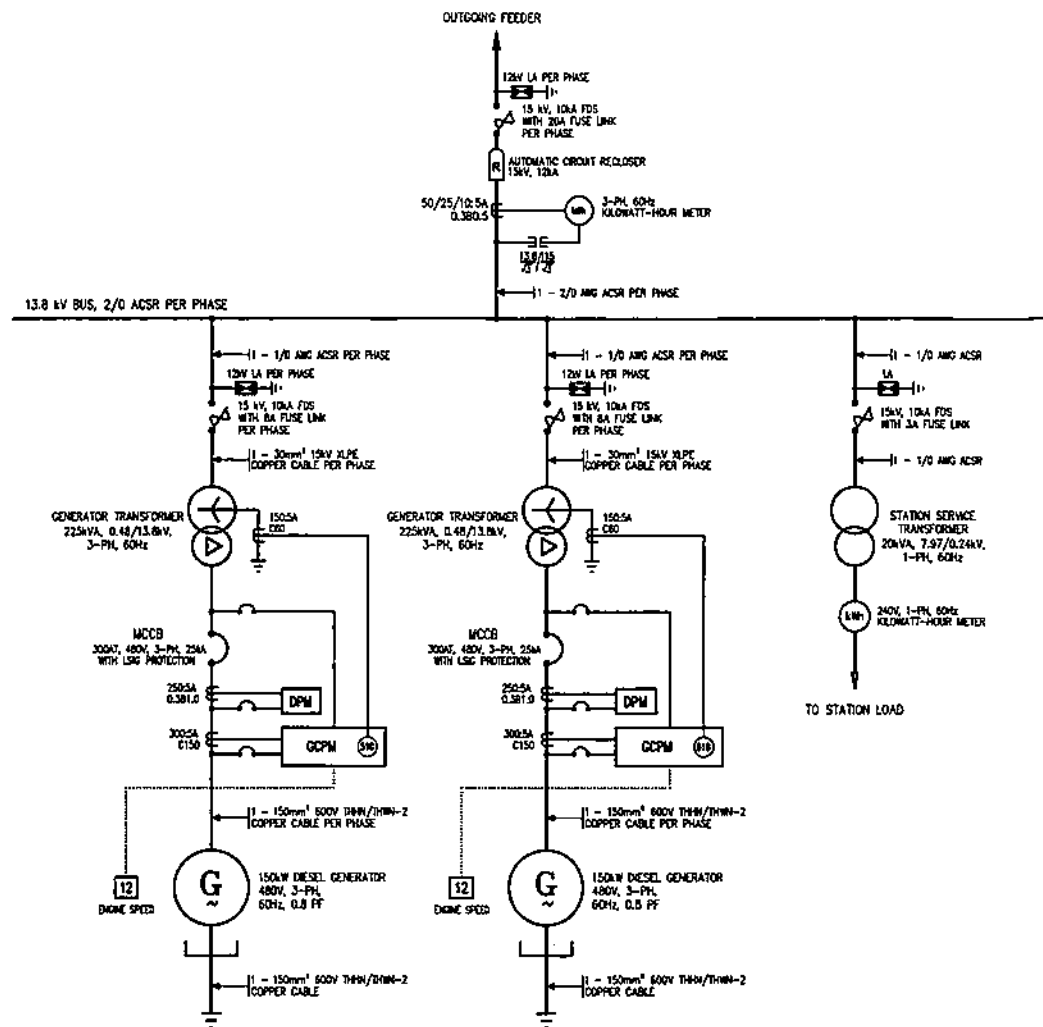 OUTGOING FEEDER
12kV LA PER PHASE
15 kV, 10kA FDS
WITH 20A FUSE LINK
PER PHASE
R
AUTOMATIC CIRCUIT RECLOSER
15kV, 12kA
50/25/10:5A
0.3B0.5
3-PH, 60Hz
KILOWATT-HOUR METER
1 - 2/0 AWG ACSR PER PHASE
13.8 kV BUS, 2/0 ACSR PER PHASE
1 - 1/0 AWG ACSR PER PHASE
12kV LA PER PHASE
15 kV, 10kA FDS
WITH 8A FUSE LINK
PER PHASE
1 - 30mm² 15kV XLPE
COPPER CABLE PER PHASE
GENERATOR TRANSFORMER
225kVA, 0.48/13.8kV,
3-PH, 60Hz
150:5A
C60
MCCB
300AT, 480V, 3-PH, 25kA
WITH LSIG PROTECTION
250:5A
0.3B1.0
DPM
300:5A
C150
GCPM
51G
1 - 150mm² 600V THHN/THWN-2
COPPER CABLE PER PHASE
12
ENGINE SPEED
G
~
150kW DIESEL GENERATOR
480V, 3-PH,
60Hz, 0.8 PF
1 - 150mm² 600V THHN/THWN-2
COPPER CABLE
1 - 1/0 AWG ACSR PER PHASE
12kV LA PER PHASE
15 kV, 10kA FDS
WITH 8A FUSE LINK
PER PHASE
1 - 30mm² 15kV XLPE
COPPER CABLE PER PHASE
GENERATOR TRANSFORMER
225kVA, 0.48/13.8kV,
3-PH, 60Hz
150:5A
C60
MCCB
300AT, 480V, 3-PH, 25kA
WITH LSIG PROTECTION
250:5A
0.3B1.0
DPM
300:5A
C150
GCPM
1 - 150mm² 600V THHN/THWN-2
COPPER CABLE PER PHASE
12
ENGINE SPEED
G
~
150kW DIESEL GENERATOR
480V, 3-PH,
60Hz, 0.8 PF
1 - 150mm² 600V THHN/THWN-2
COPPER CABLE
1 - 1/0 AWG ACSR
LA
15kV, 10kA FDS
WITH 3A FUSE LINK
1 - 1/0 AWG ACSR
STATION SERVICE
TRANSFORMER
20kVA, 7.97/0.24kV,
1-PH, 60Hz
kWH
240V, 1-PH, 60Hz
KILOWATT-HOUR METER
TO STATION LOAD